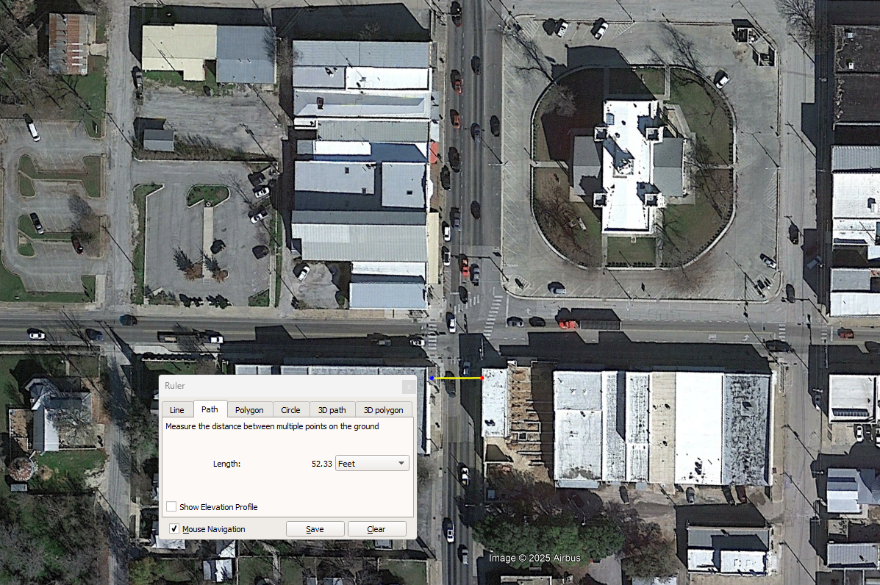 Ruler
Line Path Polygon Circle 3D path 3D polygon
Measure the distance between multiple points on the ground
Length: 52.33 Feet
Show Elevation Profile
Mouse Navigation Save Clear
Image © 2025 Airbus